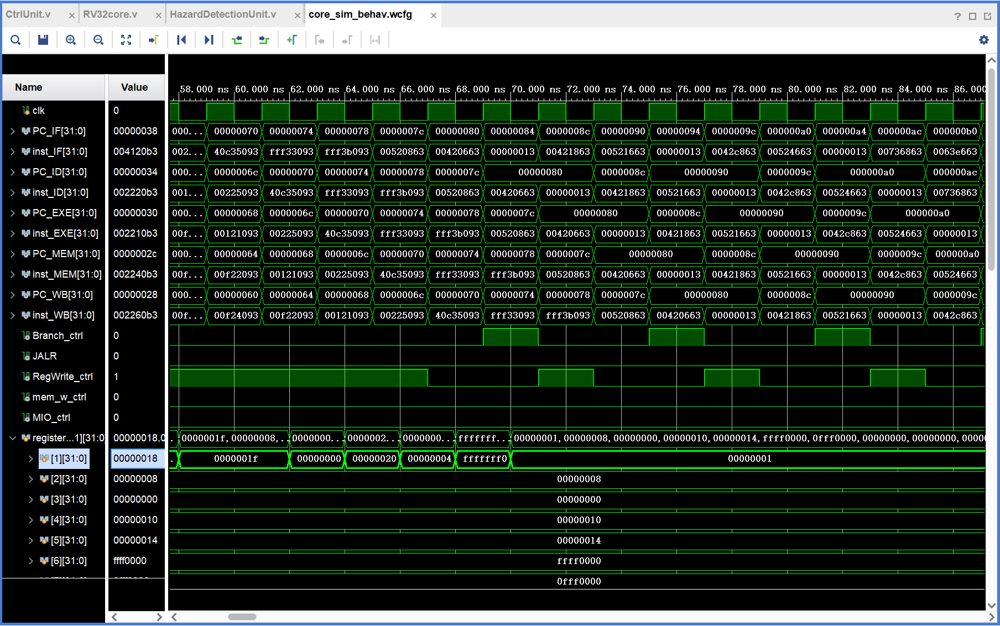 CtrlUnit.v × RV32core.v × HazardDetectionUnit.v × core_sim_behav.wcfg ×
Name Value
58.000 ns 60.000 ns 62.000 ns 64.000 ns 66.000 ns 68.000 ns 70.000 ns 72.000 ns 74.000 ns 76.000 ns 78.000 ns 80.000 ns 82.000 ns 84.000 ns 86.000
clk 0
PC_IF[31:0] 00000038 000... 00000070 00000074 00000078 0000007c 00000080 00000084 0000008c 00000090 00000094 0000009c 000000a0 000000a4 000000ac 000000b0
inst_IF[31:0] 004120b3 002... 40c35093 fff33093 fff3b093 00520863 00420663 00000013 00421863 00521663 00000013 0042c863 00524663 00000013 00736863 0063e663
PC_ID[31:0] 00000034 000... 0000006c 00000070 00000074 00000078 0000007c 00000080 0000008c 00000090 0000009c 000000a0 000000ac
inst_ID[31:0] 002220b3 001... 00225093 40c35093 fff33093 fff3b093 00520863 00420663 00000013 00421863 00521663 00000013 0042c863 00524663 00000013 00736863
PC_EXE[31:0] 00000030 000... 00000068 0000006c 00000070 00000074 00000078 0000007c 00000080 0000008c 00000090 0000009c 000000a0
inst_EXE[31:0] 002210b3 00f... 00121093 00225093 40c35093 fff33093 fff3b093 00520863 00420663 00000013 00421863 00521663 00000013 0042c863 00524663 00000013
PC_MEM[31:0] 0000002c 000... 00000064 00000068 0000006c 00000070 00000074 00000078 0000007c 00000080 0000008c 00000090 0000009c 000000a0
inst_MEM[31:0] 002240b3 00f... 00f22093 00121093 00225093 40c35093 fff33093 fff3b093 00520863 00420663 00000013 00421863 00521663 00000013 0042c863 00524663
PC_WB[31:0] 00000028 000... 00000060 00000064 00000068 0000006c 00000070 00000074 00000078 0000007c 00000080 0000008c 00000090 0000009c
inst_WB[31:0] 002260b3 00f... 00f24093 00f22093 00121093 00225093 40c35093 fff33093 fff3b093 00520863 00420663 00000013 00421863 00521663 00000013 0042c863
Branch_ctrl 0
JALR 0
RegWrite_ctrl 1
mem_w_ctrl 0
MIO_ctrl 0
register...1][31:0] 00000018,0 0000001f,00000008,.. 0000000... 0000002... 0000000... fffffff... 00000001,00000008,00000000,00000010,00000014,ffff0000,0fff0000,00000000,00000000,0000
[1][31:0] 00000018 0000001f 00000000 00000020 00000004 fffffff0 00000001
[2][31:0] 00000008 00000008
[3][31:0] 00000000 00000000
[4][31:0] 00000010 00000010
[5][31:0] 00000014 00000014
[6][31:0] ffff0000 ffff0000
0fff0000